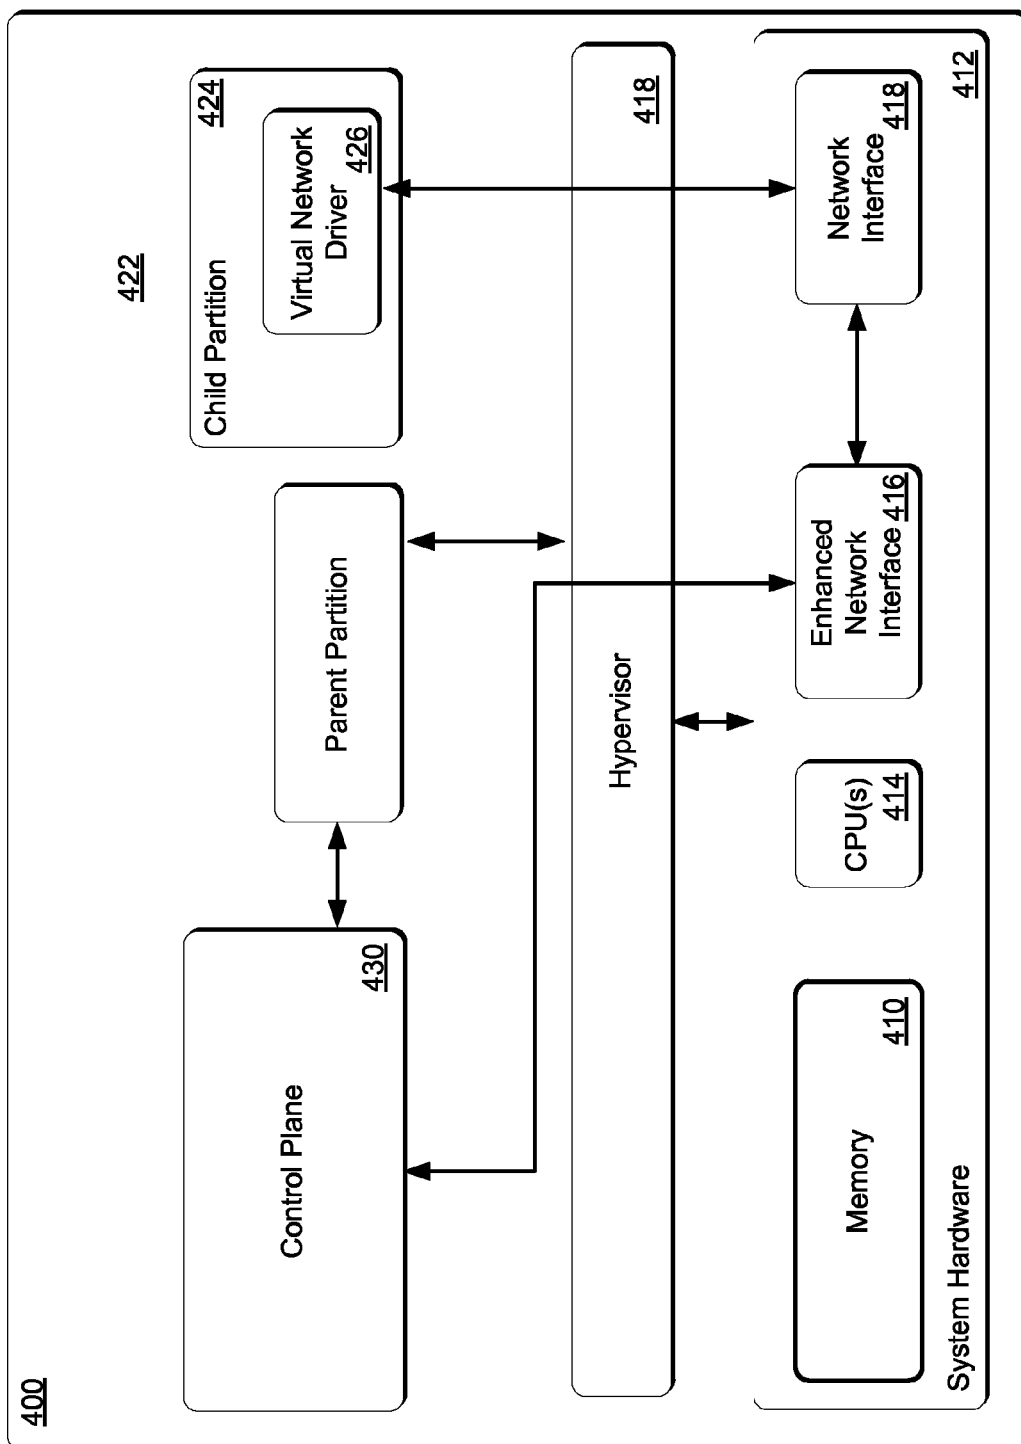 400
422
Control Plane
430
Parent Partition
Child Partition
424
Virtual Network
Driver
426
Hypervisor
418
Memory
410
CPU(s)
414
Enhanced
Network
Interface 416
Network
Interface
418
System Hardware
412